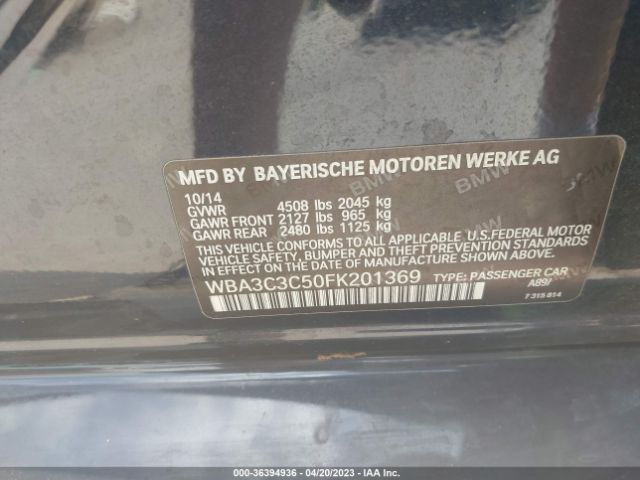 MFD BY BAYERISCHE MOTOREN WERKE AG
10/14
GVWR 4508 lbs 2045 kg
GAWR FRONT 2127 lbs 965 kg
GAWR REAR 2480 lbs 1125 kg
THIS VEHICLE CONFORMS TO ALL APPLICABLE U.S.FEDERAL MOTOR
VEHICLE SAFETY, BUMPER AND THEFT PREVENTION STANDARDS
IN EFFECT ON THE DATE OF MANUFACTURE SHOWN ABOVE.
WBA3C3C50FK201369 TYPE: PASSENGER CAR
A89/
7 315 814
000-36394936 - 04/20/2023 - IAA Inc.